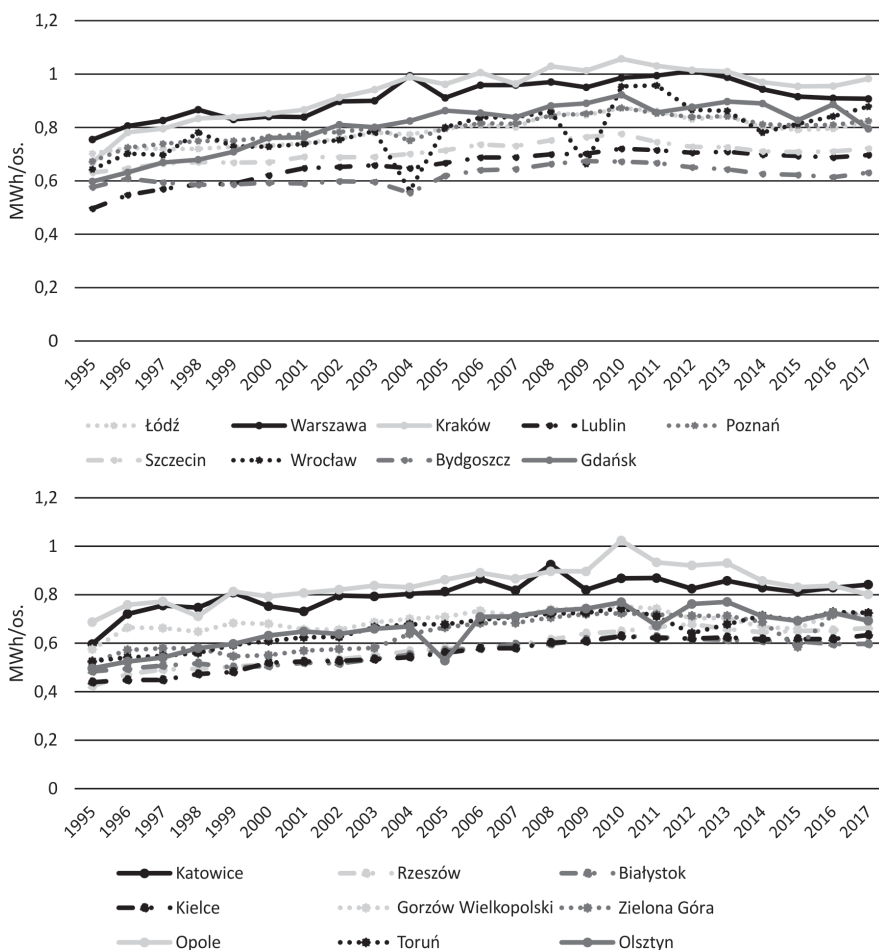 1,2
1
0,8
0,6
0,4
0,2
0
MWh/os.
1995 1996 1997 1998 1999 2000 2001 2002 2003 2004 2005 2006 2007 2008 2009 2010 2011 2012 2013 2014 2015 2016 2017
Łódź Warszawa Kraków Lublin Poznań
Szczecin Wrocław Bydgoszcz Gdańsk
1,2
1
0,8
0,6
0,4
0,2
0
MWh/os.
1995 1996 1997 1998 1999 2000 2001 2002 2003 2004 2005 2006 2007 2008 2009 2010 2011 2012 2013 2014 2015 2016 2017
Katowice Rzeszów Białystok
Kielce Gorzów Wielkopolski Zielona Góra
Opole Toruń Olsztyn